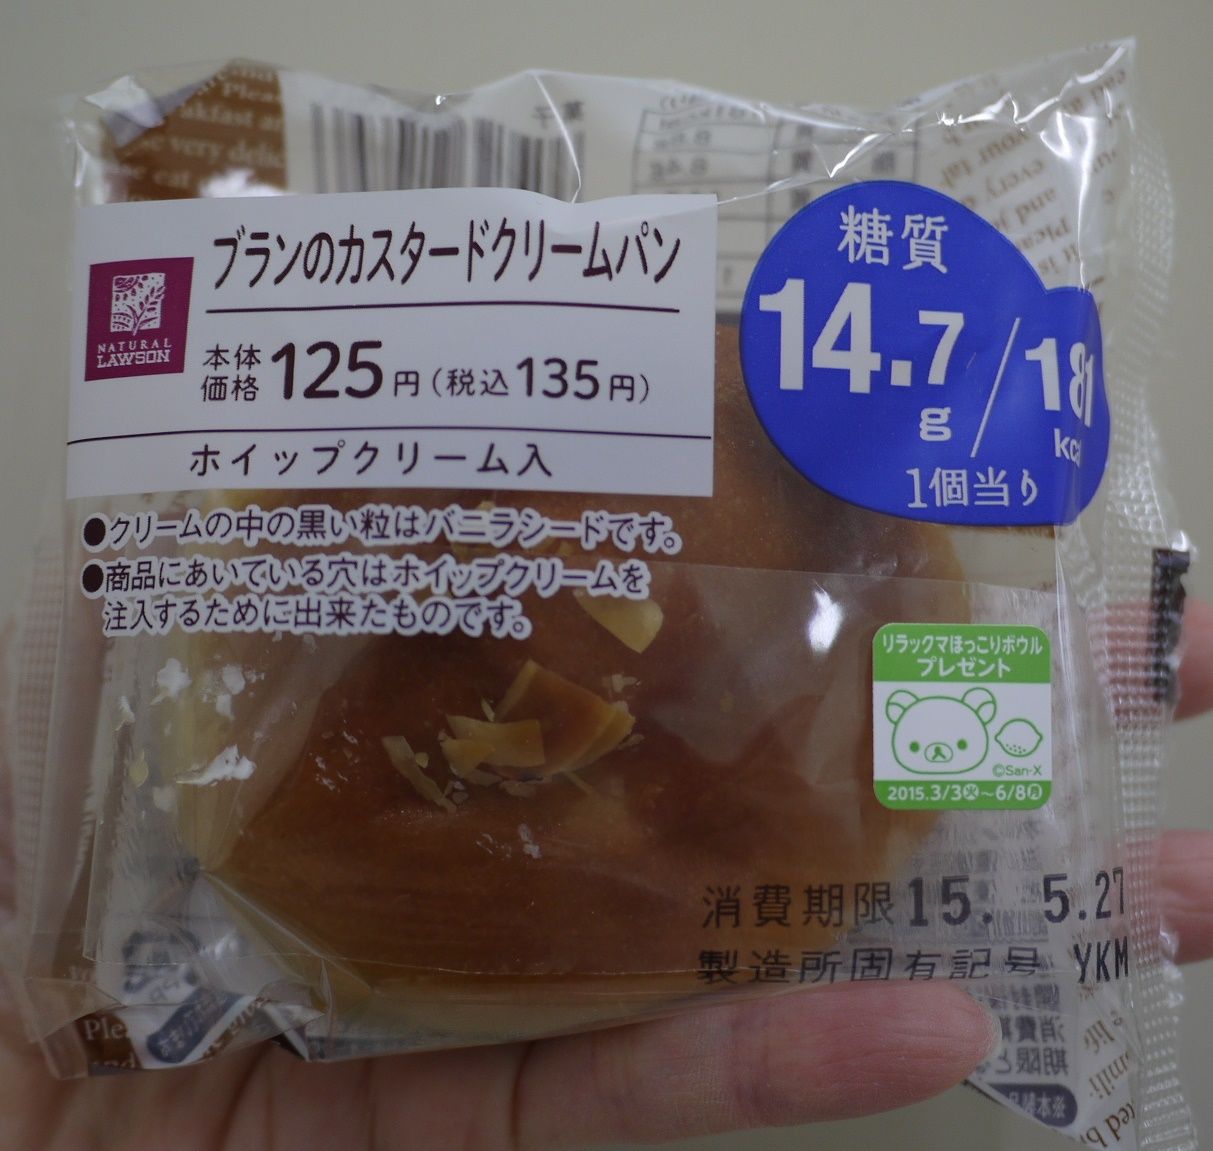 ブランのカスタードクリームパン
NATURAL
LAWSON
本体価格 125円(税込135円)
ホイップクリーム入
糖質
14.7g/181kcal
1個当り
●クリームの中の黒い粒はバニラシードです。
●商品にあいている穴はホイップクリームを
注入するために出来たものです。
リラックマほっこりボウル
プレゼント
©San-X
2015.3/3火~6/8月
消費期限 15. 5.27
製造所固有記号 YKM